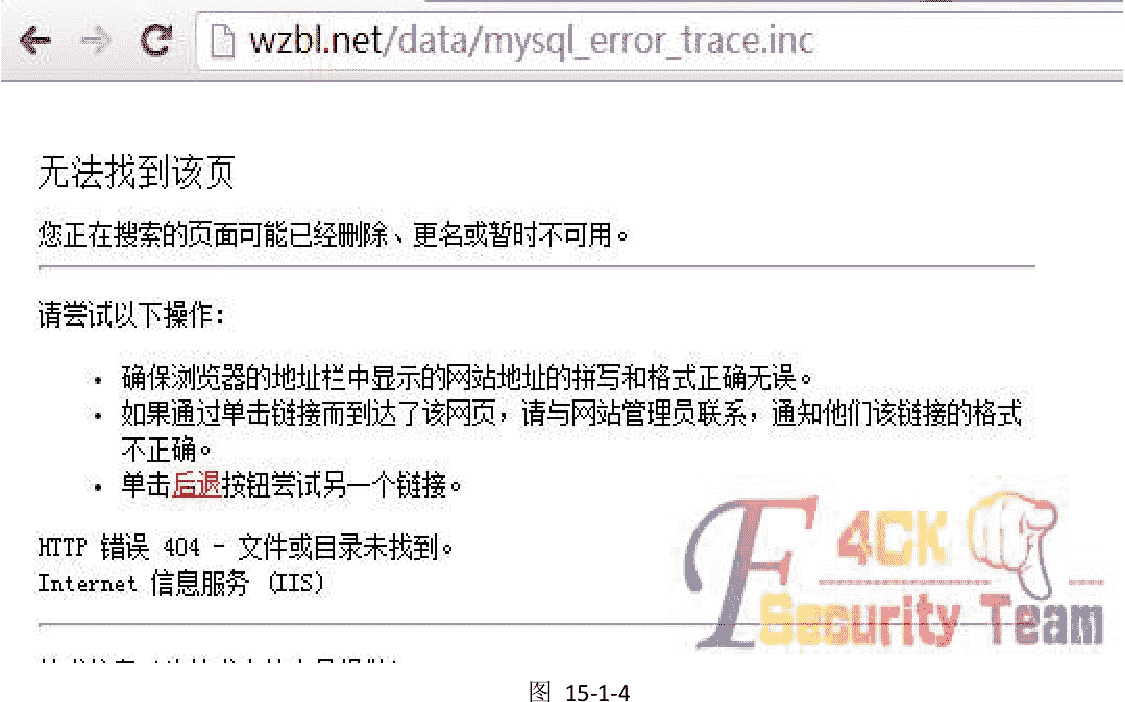 wzbl.net/data/mysql_error_trace.inc
无法找到该页
您正在搜索的页面可能已经删除、更名或暂时不可用。
请尝试以下操作：
• 确保浏览器的地址栏中显示的网站地址的拼写和格式正确无误。
• 如果通过单击链接而到达了该网页，请与网站管理员联系，通知他们该链接的格式
不正确。
• 单击后退按钮尝试另一个链接。
HTTP 错误 404 - 文件或目录未找到。
Internet 信息服务 (IIS)
F4CK
Security Team
图 15-1-4